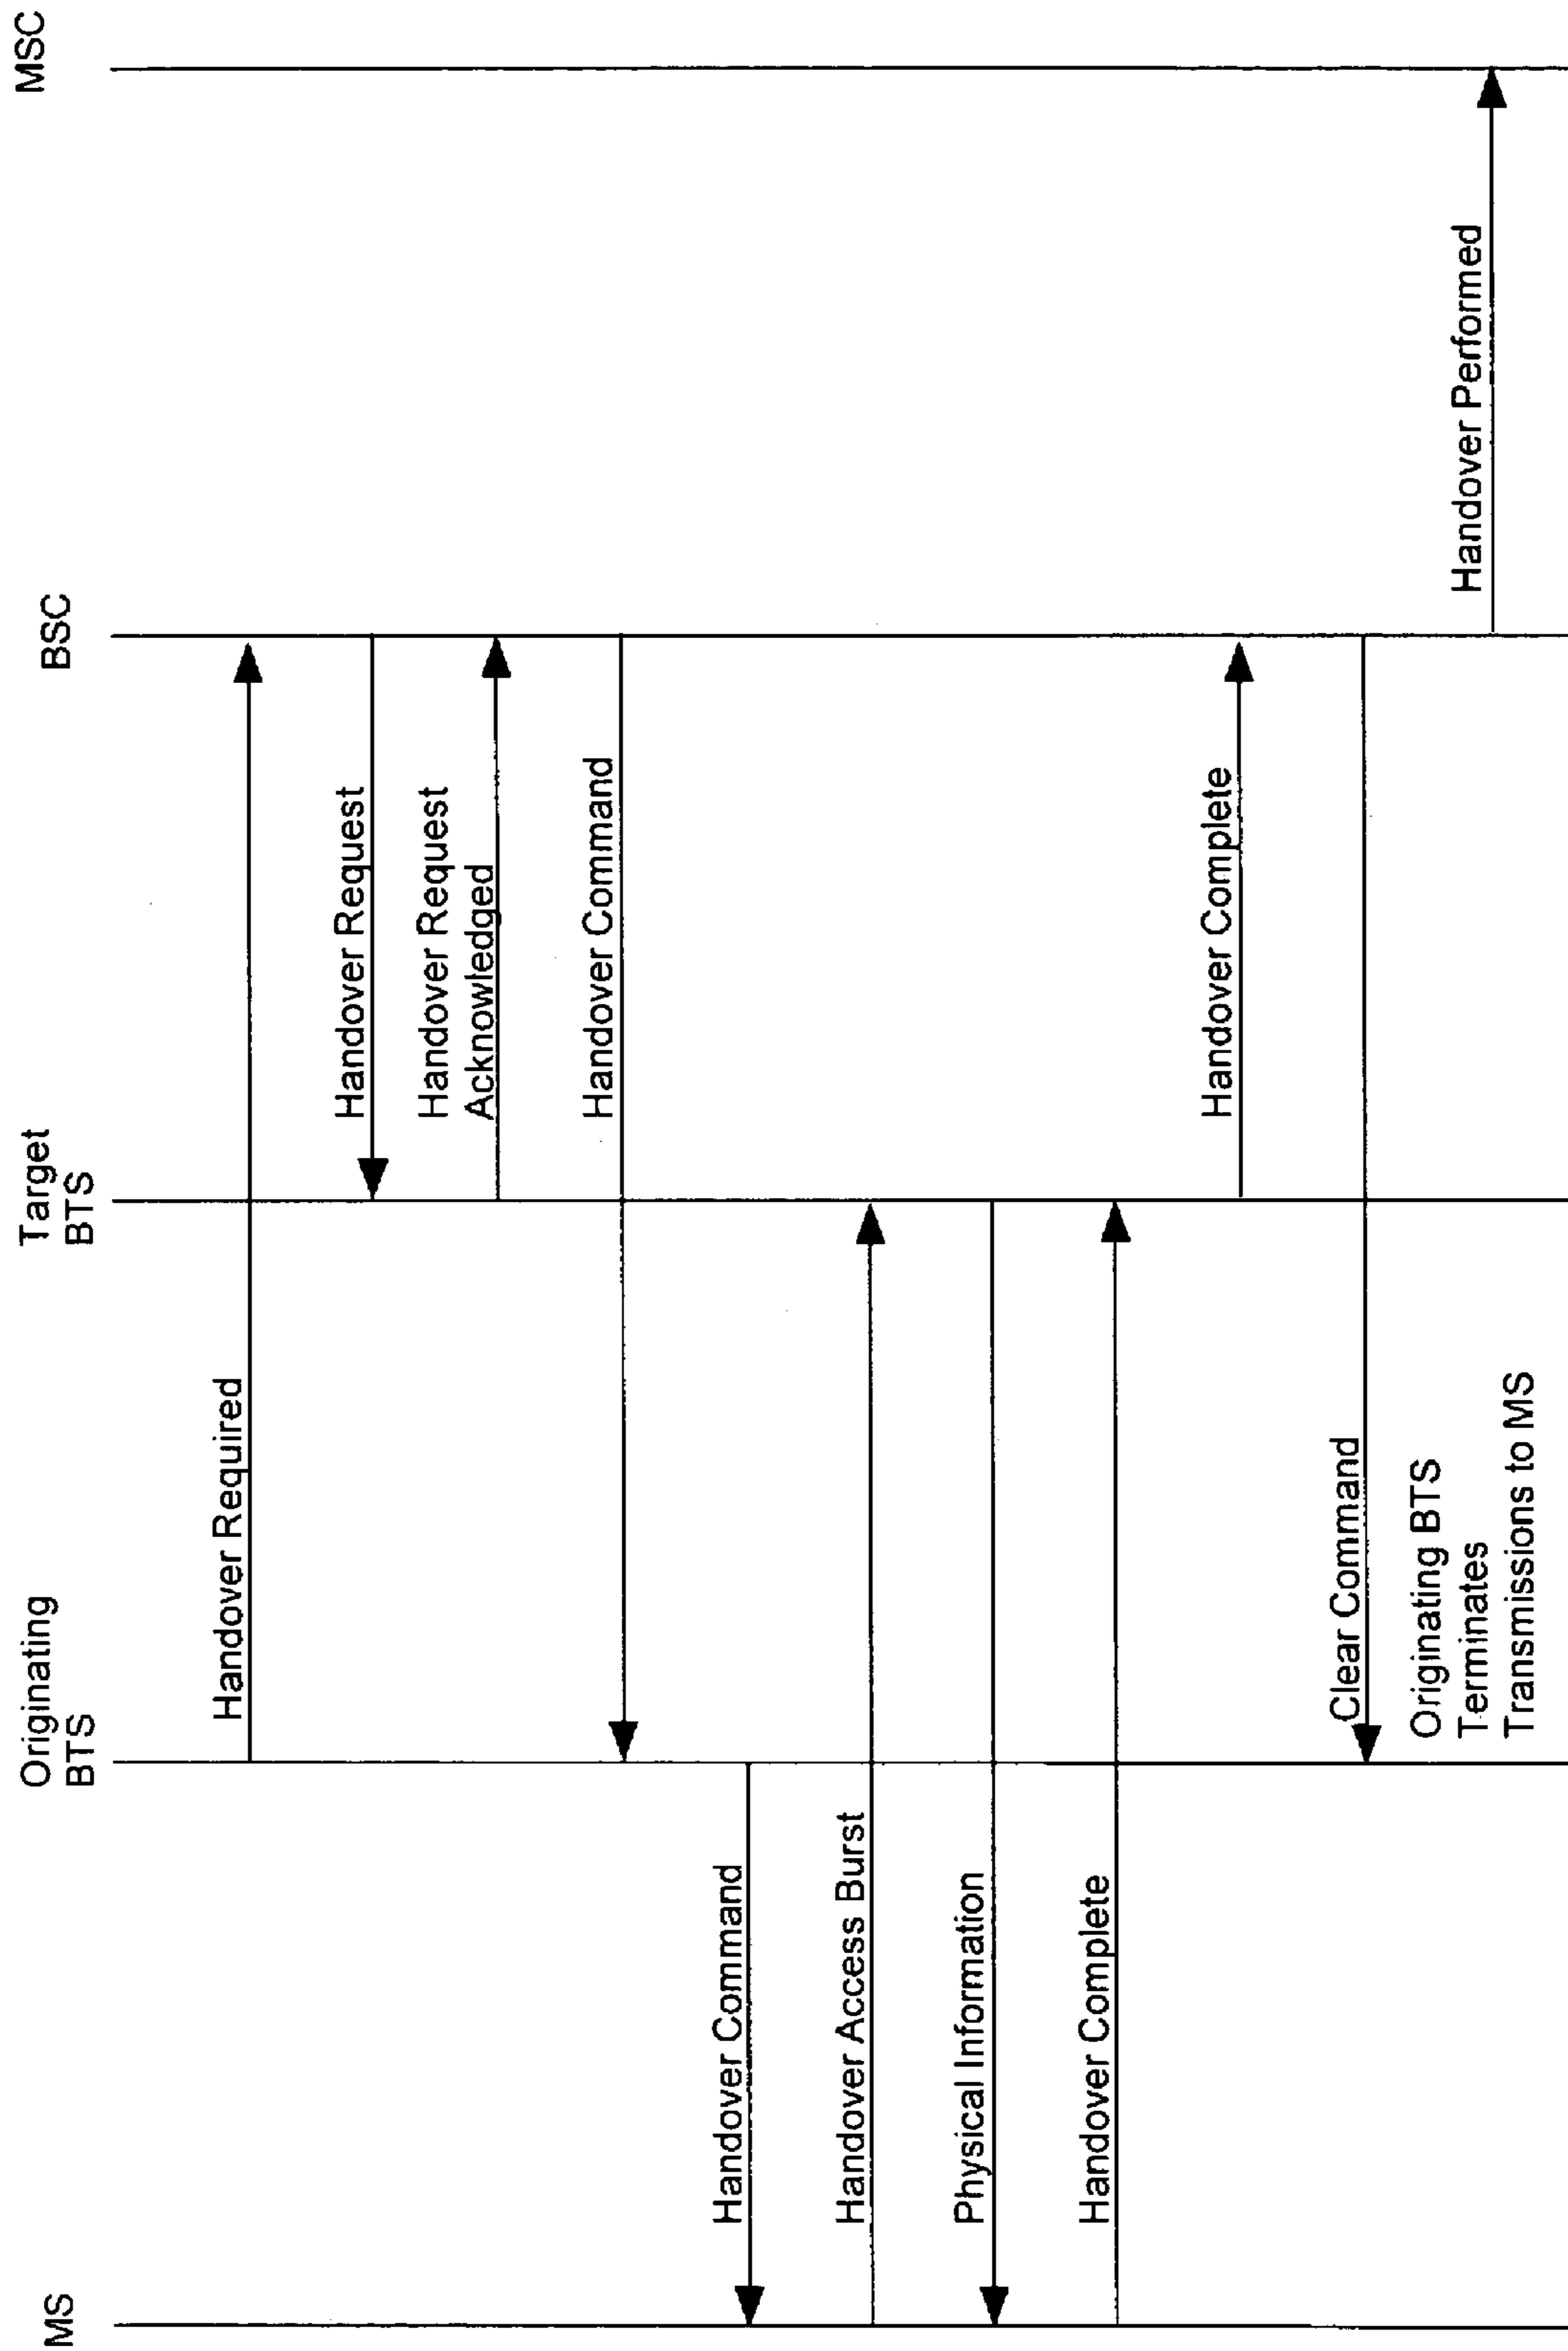 MS
Originating
BTS
Target
BTS
BSC
MSC
Handover Required
Handover Request
Handover Request
Acknowledged
Handover Command
Handover Command
Handover Access Burst
Physical Information
Handover Complete
Handover Complete
Clear Command
Originating BTS
Terminates
Transmissions to MS
Handover Performed